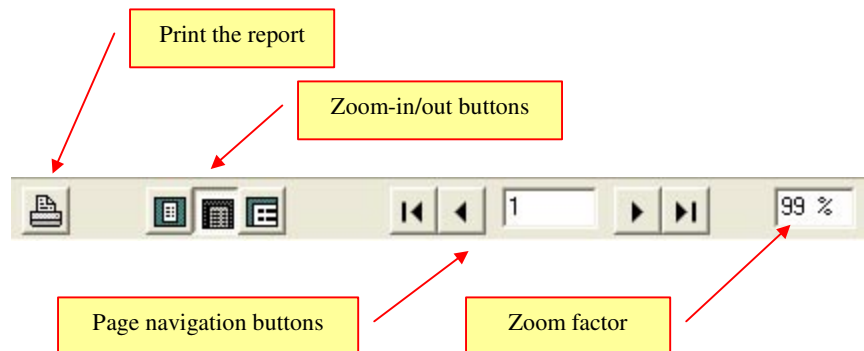 Print the report
Zoom-in/out buttons
1
99 %
Page navigation buttons
Zoom factor